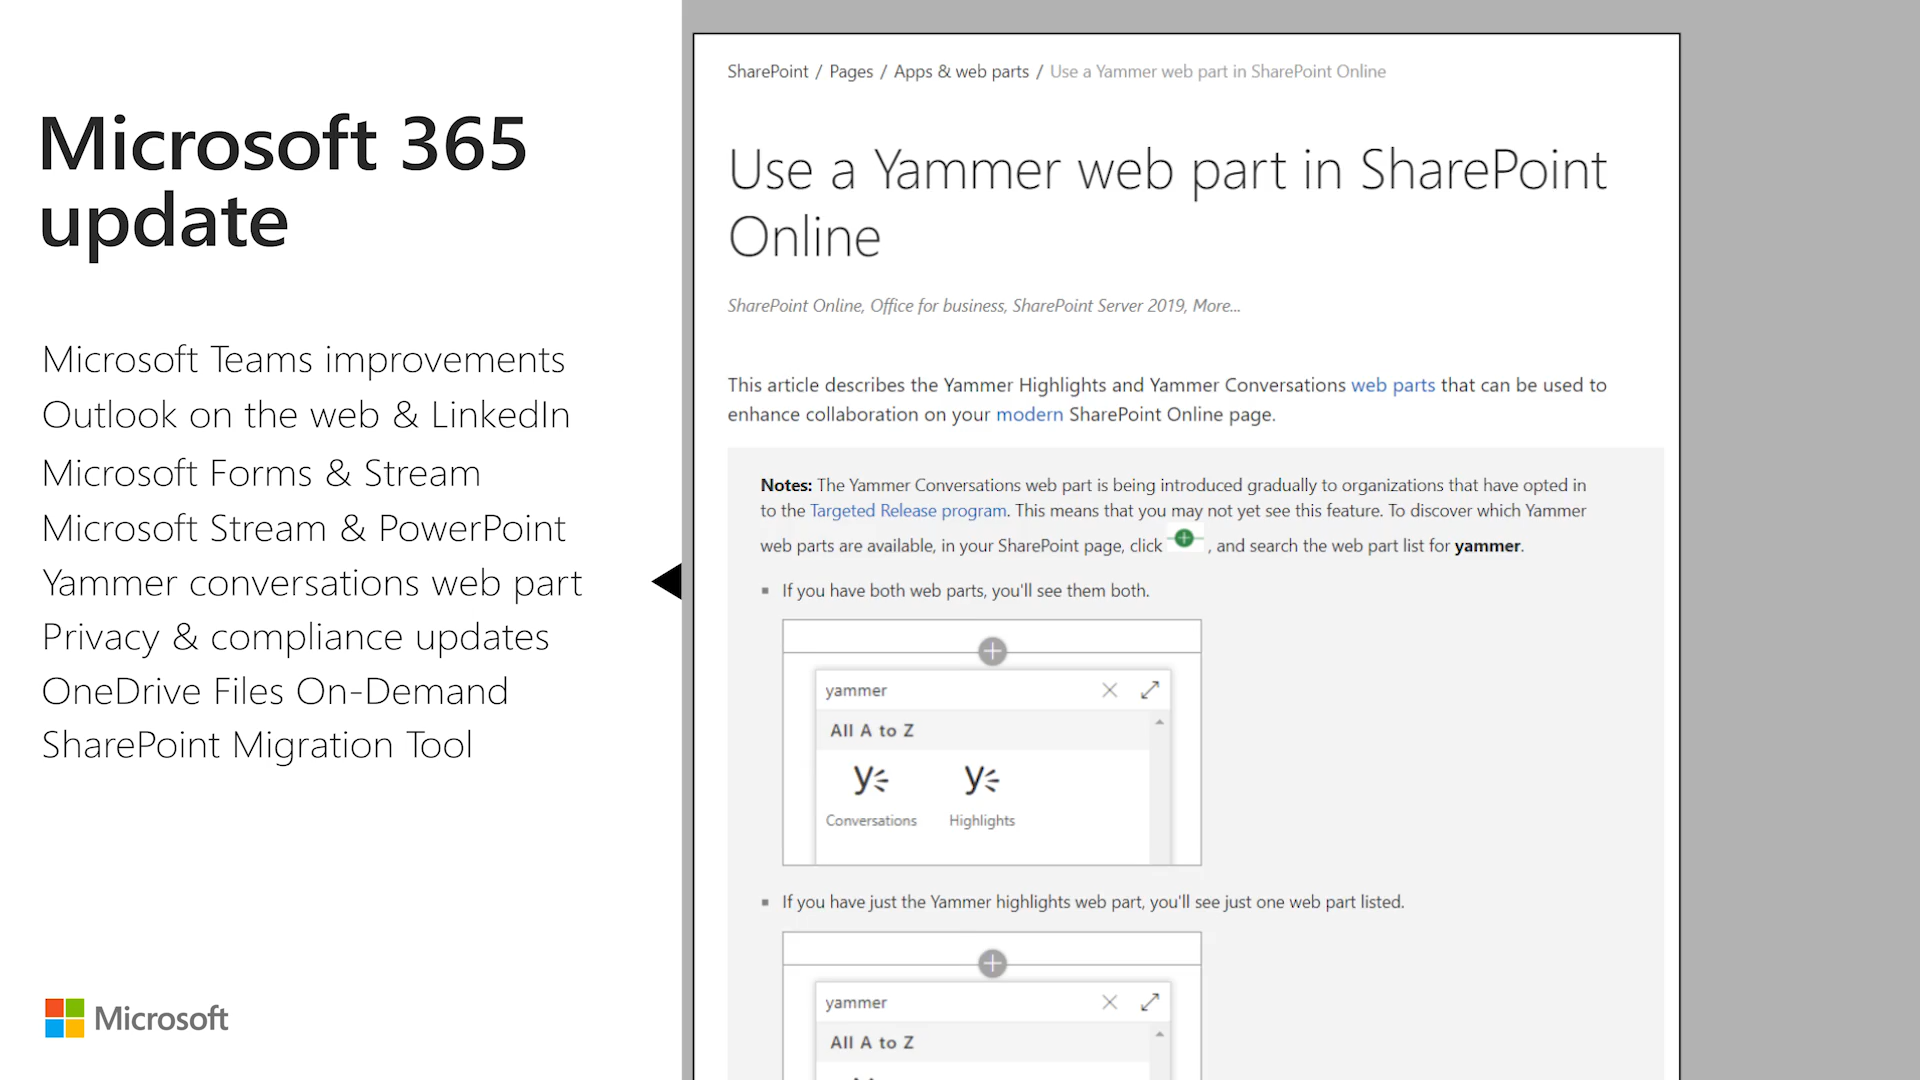 Microsoft 365
update
Microsoft Teams improvements
Outlook on the web & LinkedIn
Microsoft Forms & Stream
Microsoft Stream & PowerPoint
Yammer conversations web part
Privacy & compliance updates
OneDrive Files On-Demand
SharePoint Migration Tool
Microsoft
SharePoint / Pages / Apps & web parts / Use a Yammer web part in SharePoint Online
Use a Yammer web part in SharePoint
Online
SharePoint Online, Office for business, SharePoint Server 2019, More...
This article describes the Yammer Highlights and Yammer Conversations web parts that can be used to
enhance collaboration on your modern SharePoint Online page.
Notes: The Yammer Conversations web part is being introduced gradually to organizations that have opted in
to the Targeted Release program. This means that you may not yet see this feature. To discover which Yammer
web parts are available, in your SharePoint page, click , and search the web part list for yammer.
If you have both web parts, you'll see them both.
yammer
All A to Z
Conversations Highlights
If you have just the Yammer highlights web part, you'll see just one web part listed.
yammer
All A to Z